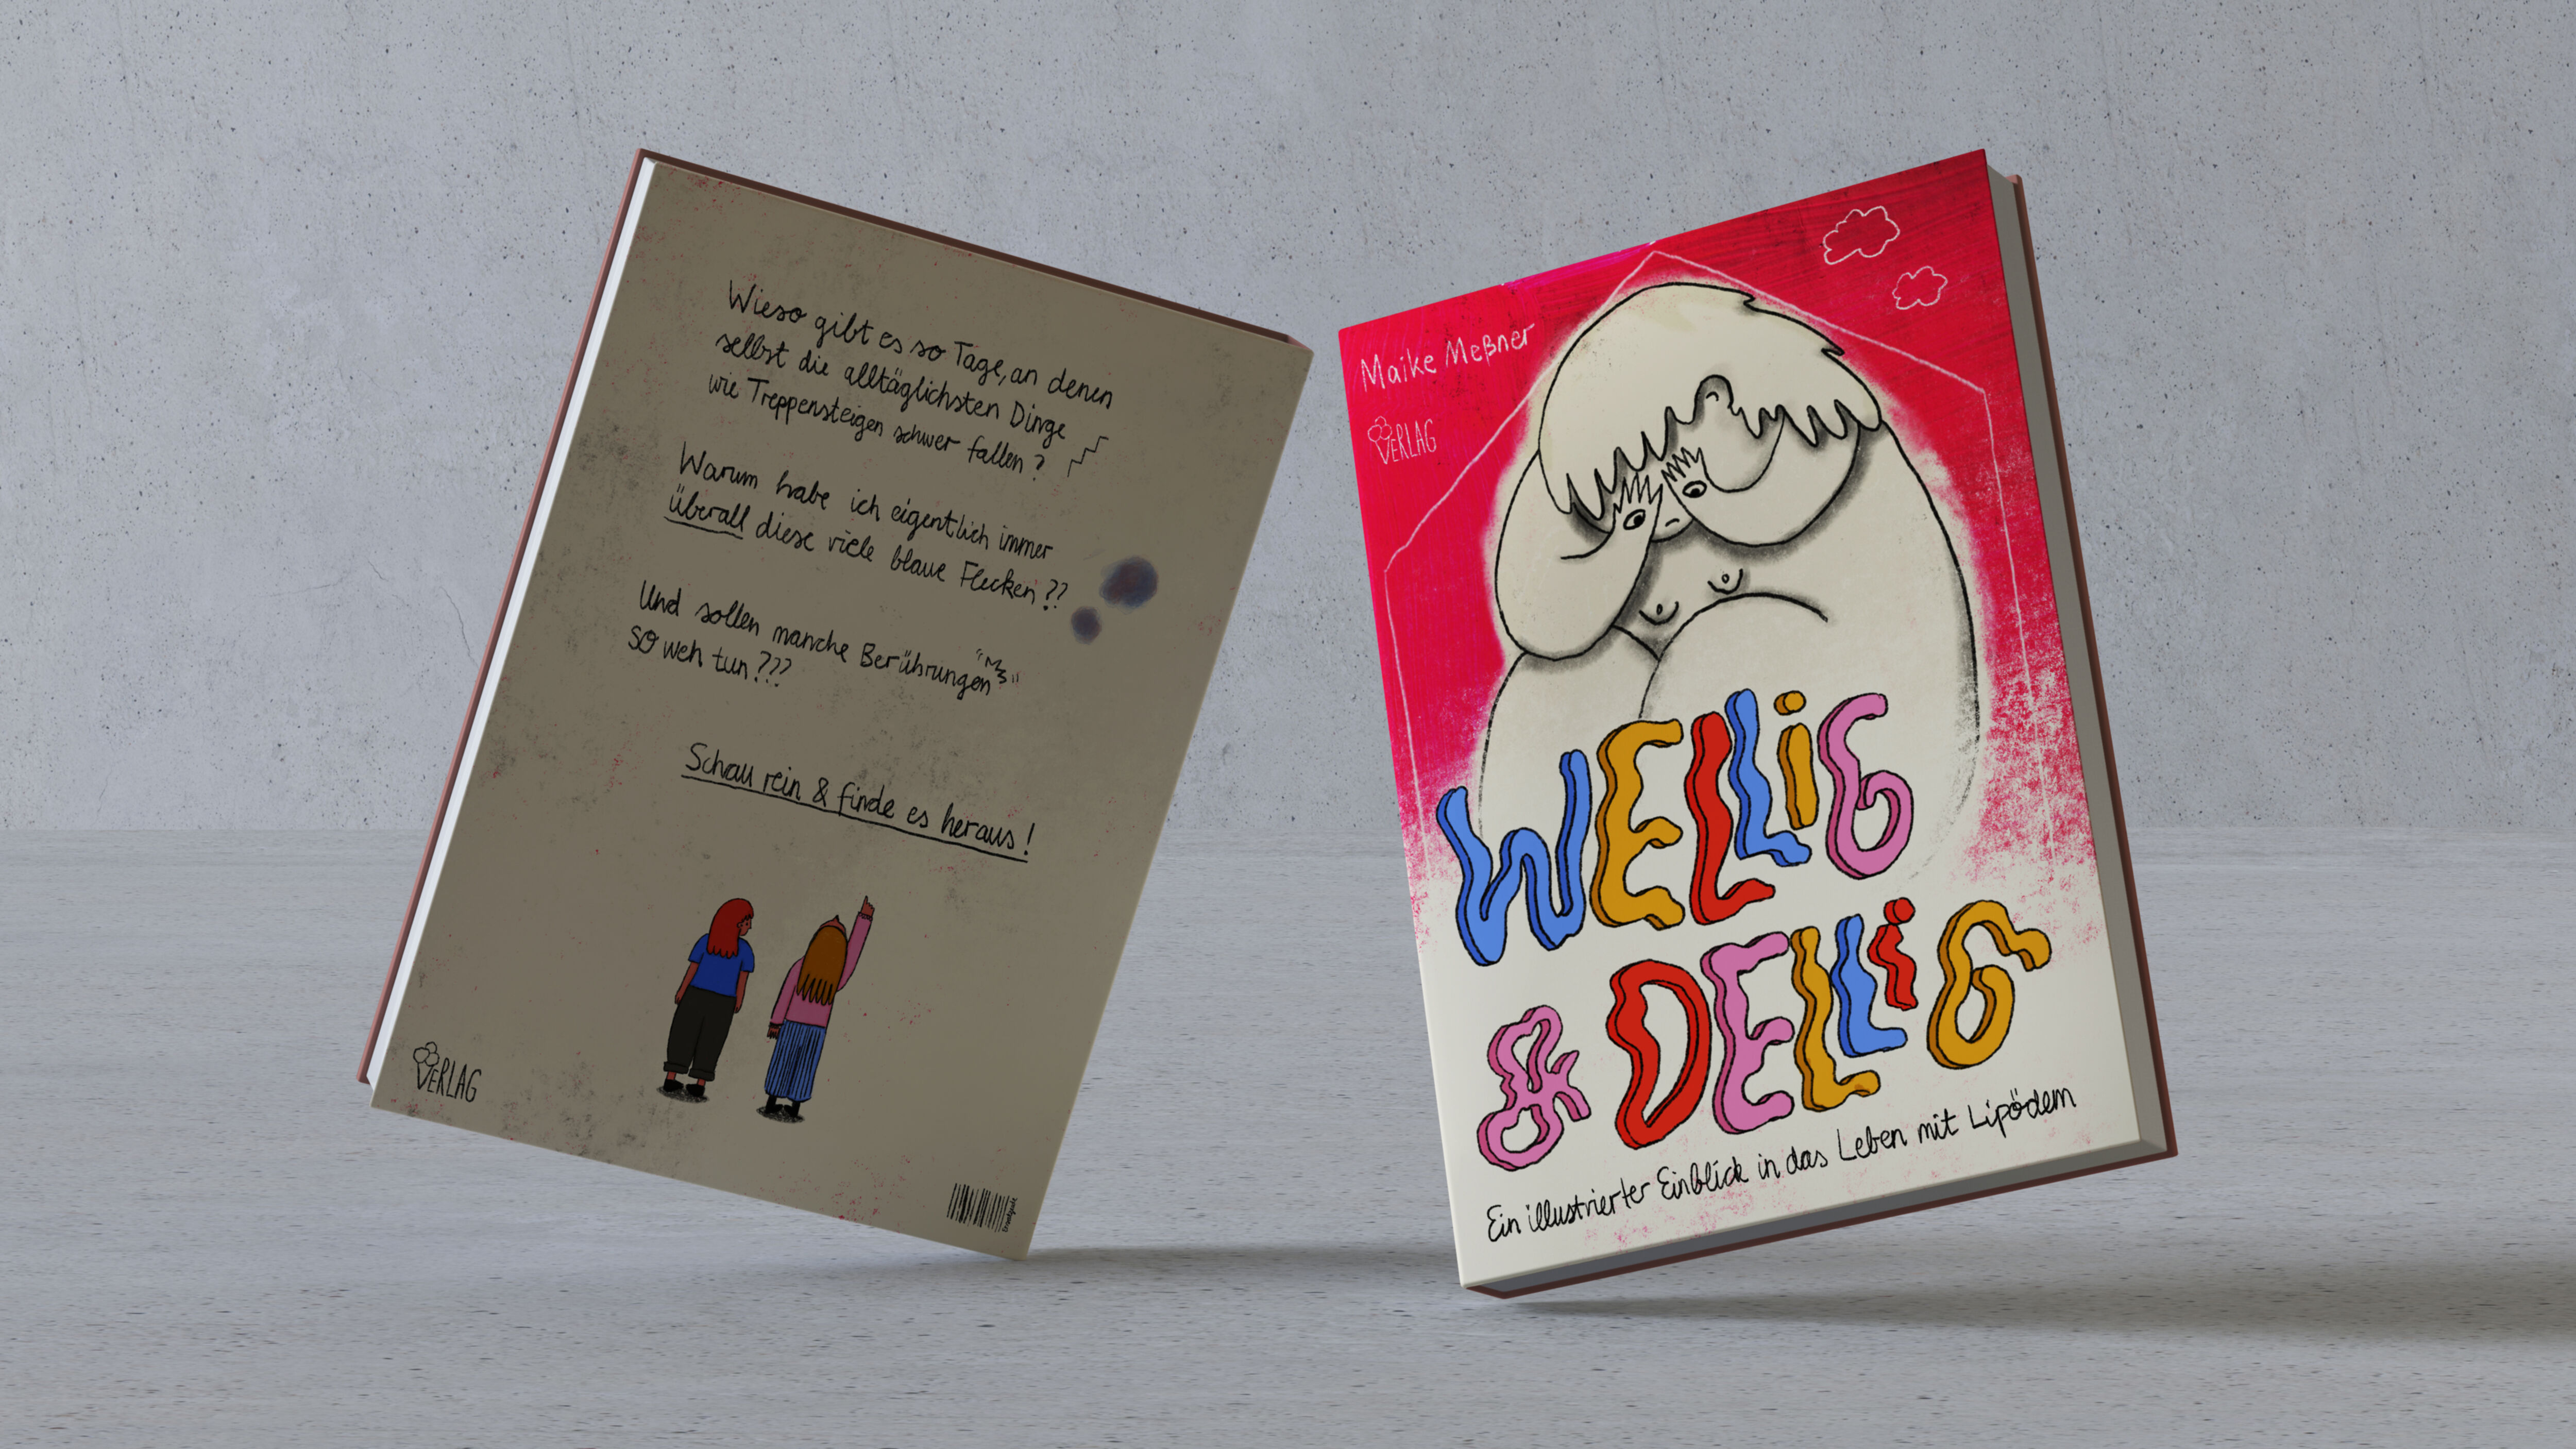 Wieso gibt es so Tage, an denen
selbst die alltäglichsten Dinge
wie Treppensteigen schwer fallen?
Warum habe ich eigentlich immer
überall diese viele blaue Flecken??
Und sollen manche Berührungen
so weh tun???
Schau rein & finde es heraus!
VERLAG
Maike Meßner
VERLAG
WELLiG
& DELLiG
Ein illustrierter Einblick in das Leben mit Lipödem